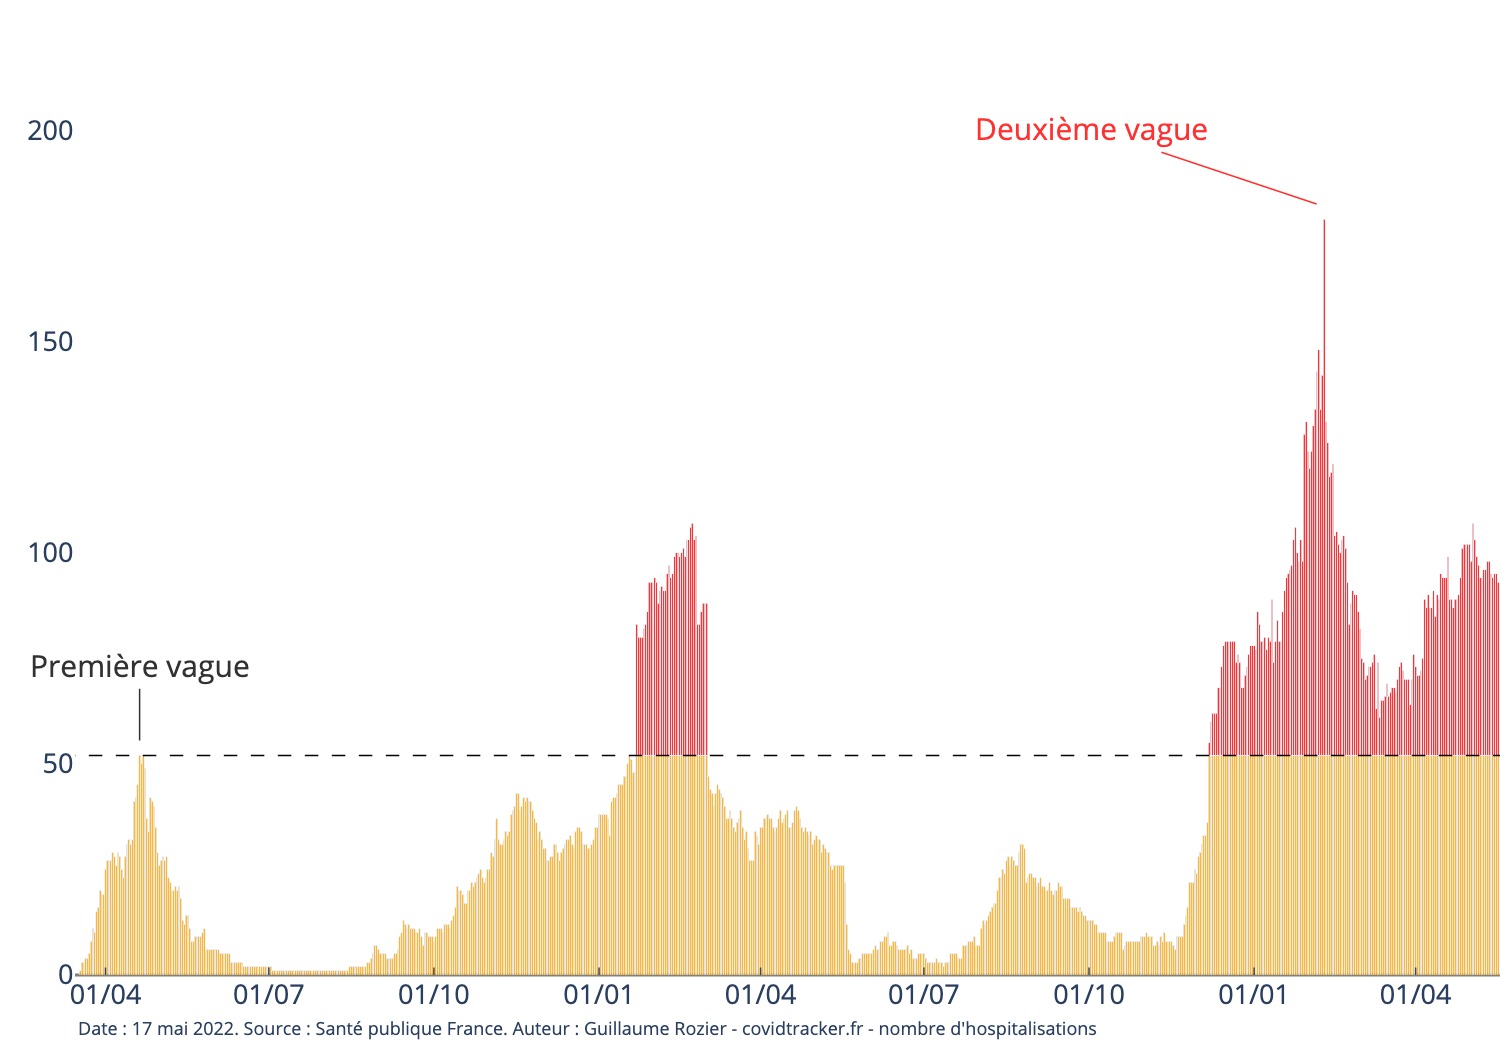 200
Deuxième vague
150
100
Première vague
50
0
01/04 01/07 01/10 01/01 01/04 01/07 01/10 01/01 01/04
Date : 17 mai 2022. Source : Santé publique France. Auteur : Guillaume Rozier - covidtracker.fr - nombre d'hospitalisations